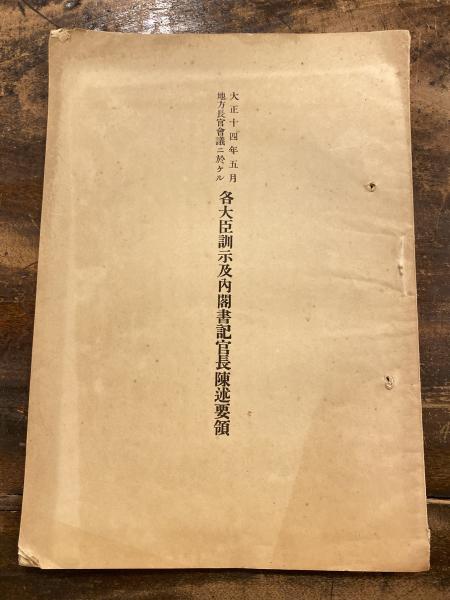 大正十四年五月
地方長官會議ニ於ケル
各大臣訓示及內閣書記官長陳述要領